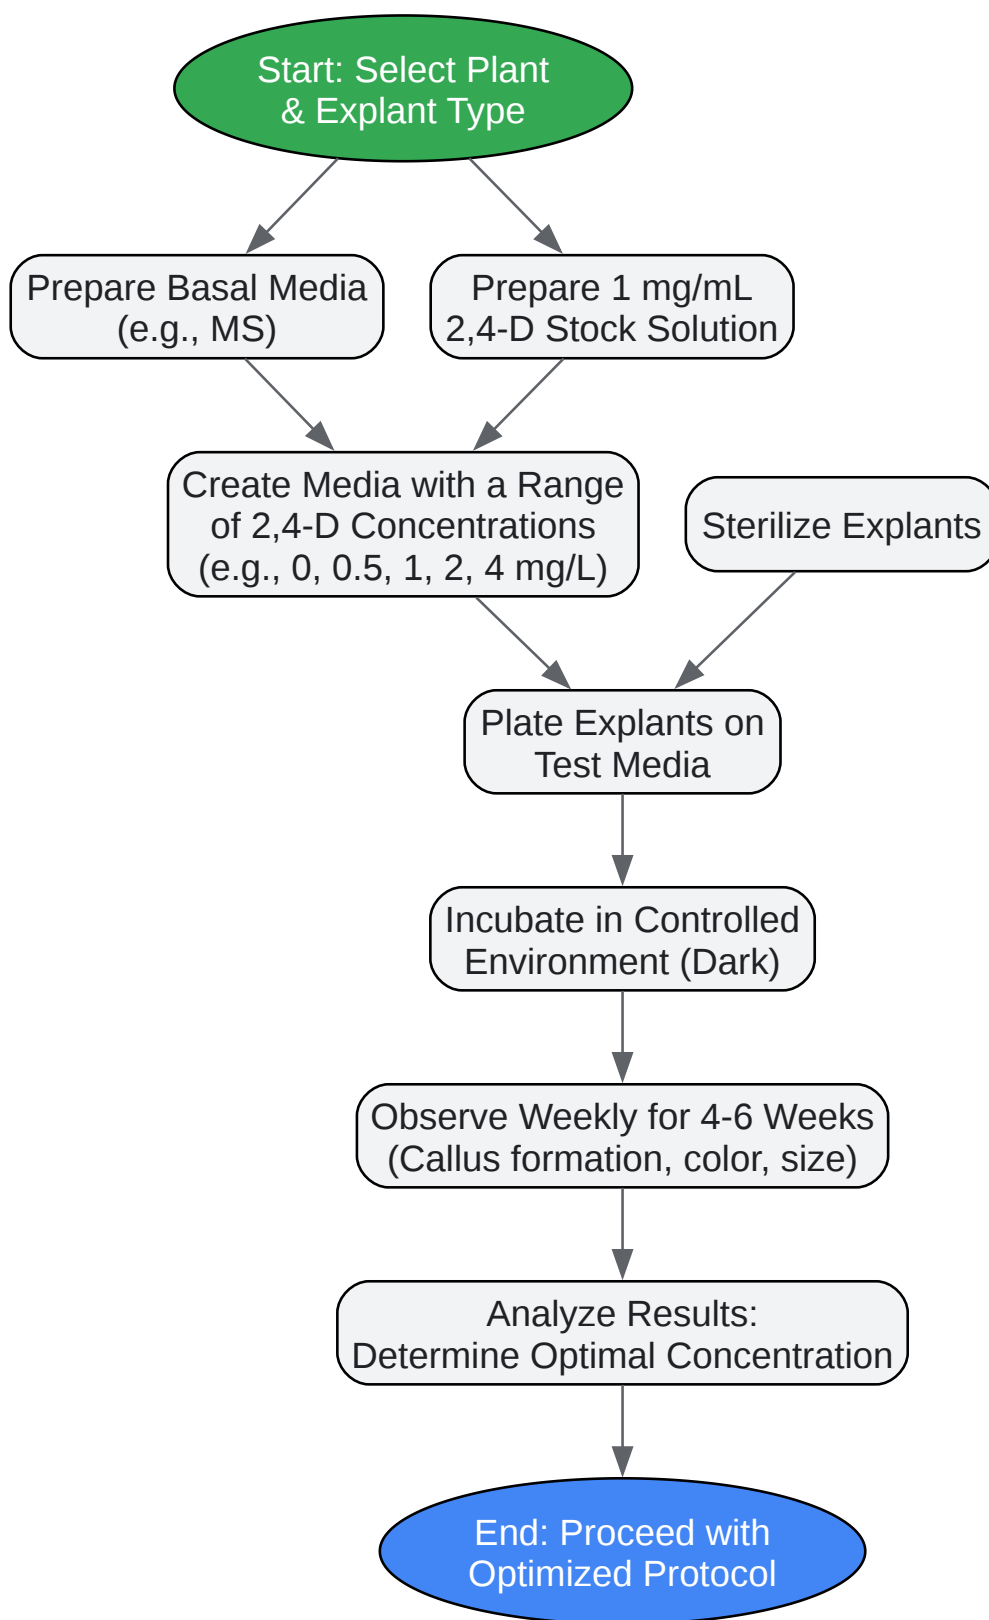 Start: Select Plant
& Explant Type
Prepare Basal Media
(e.g., MS)
Prepare 1 mg/mL
2,4-D Stock Solution
Create Media with a Range
of 2,4-D Concentrations
(e.g., 0, 0.5, 1, 2, 4 mg/L)
Sterilize Explants
Plate Explants on
Test Media
Incubate in Controlled
Environment (Dark)
Observe Weekly for 4-6 Weeks
(Callus formation, color, size)
Analyze Results:
Determine Optimal Concentration
End: Proceed with
Optimized Protocol